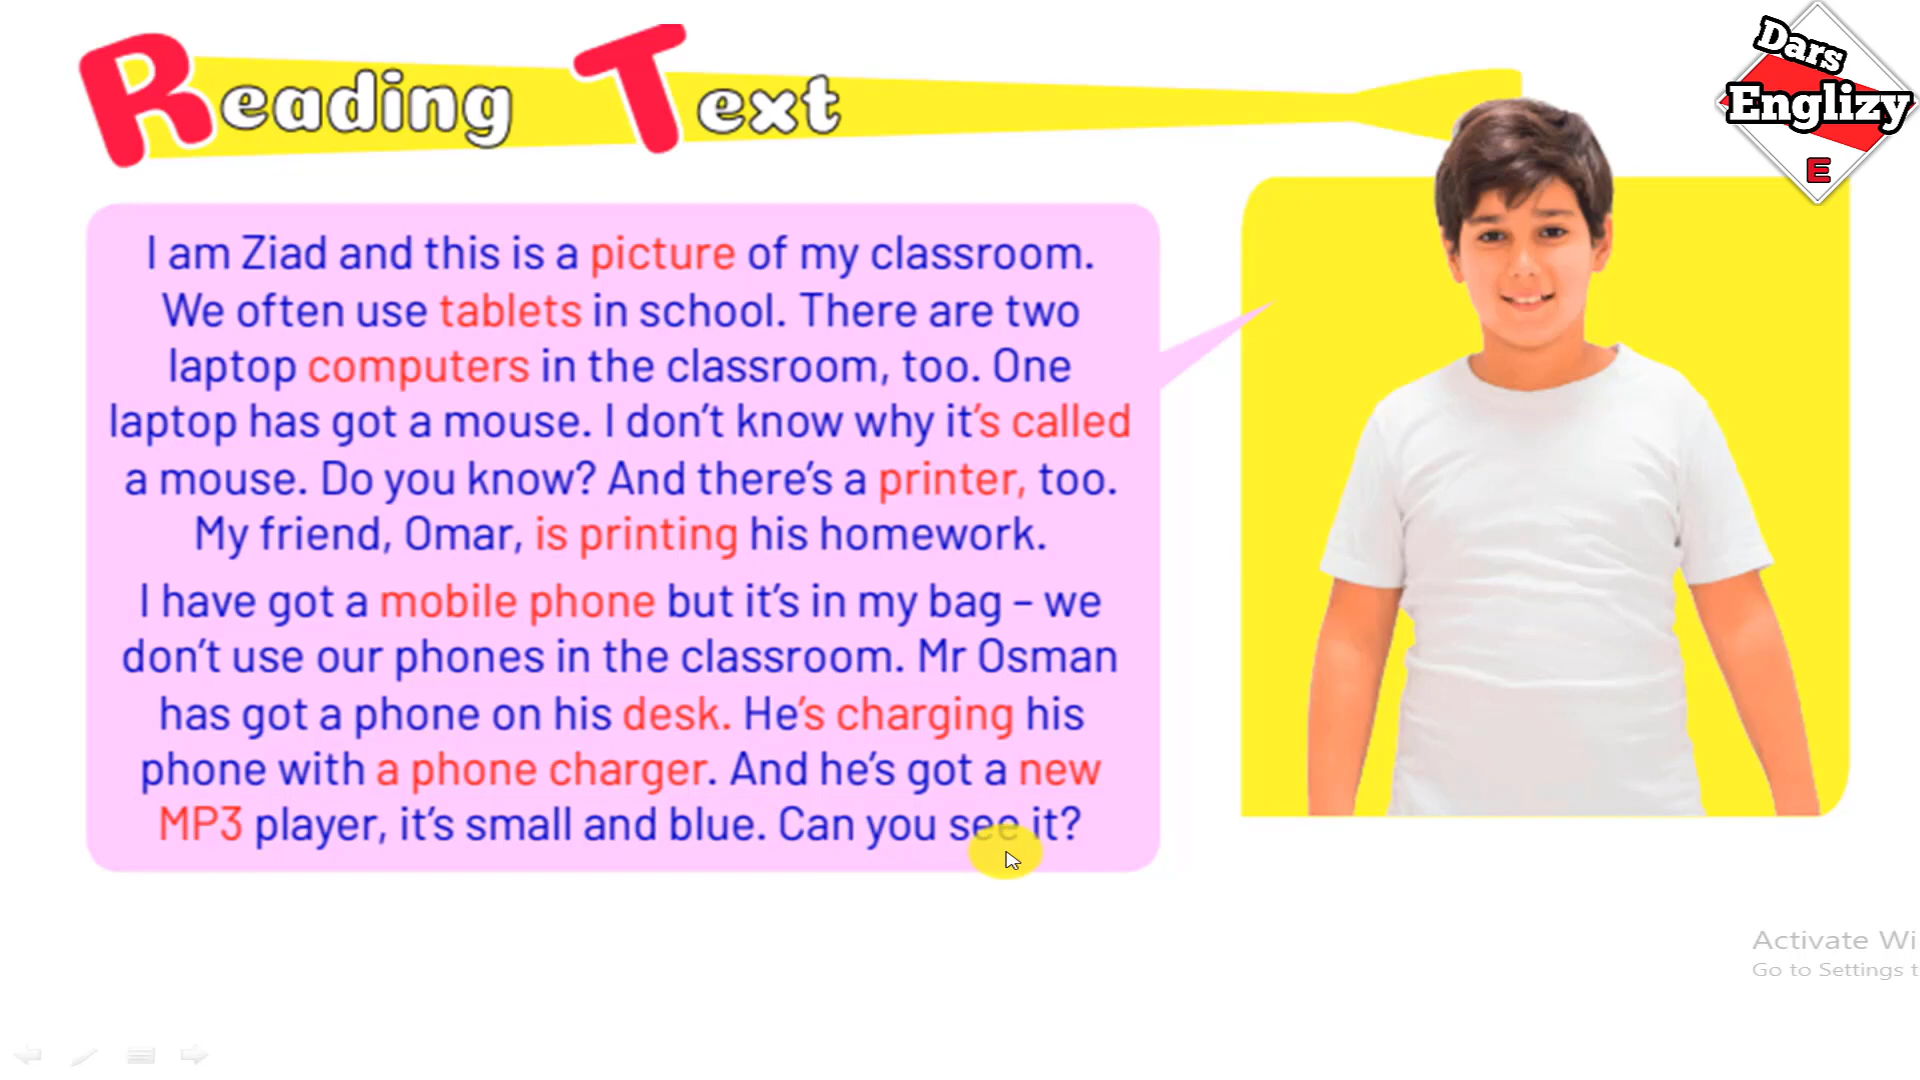 Reading Text
Dars
Englizy
E
I am Ziad and this is a picture of my classroom.
We often use tablets in school. There are two
laptop computers in the classroom, too. One
laptop has got a mouse. I don't know why it's called
a mouse. Do you know? And there's a printer, too.
My friend, Omar, is printing his homework.
I have got a mobile phone but it's in my bag – we
don't use our phones in the classroom. Mr Osman
has got a phone on his desk. He's charging his
phone with a phone charger. And he's got a new
MP3 player, it's small and blue. Can you see it?
Activate Wi
Go to Settings t